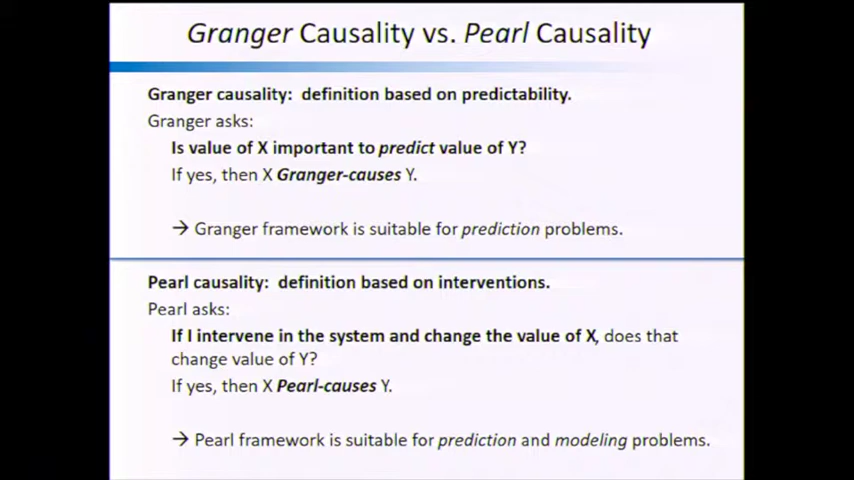 Granger Causality vs. Pearl Causality
Granger causality: definition based on predictability.
Granger asks:
Is value of X important to predict value of Y?
If yes, then X Granger-causes Y.
→ Granger framework is suitable for prediction problems.
Pearl causality: definition based on interventions.
Pearl asks:
If I intervene in the system and change the value of X, does that
change value of Y?
If yes, then X Pearl-causes Y.
→ Pearl framework is suitable for prediction and modeling problems.